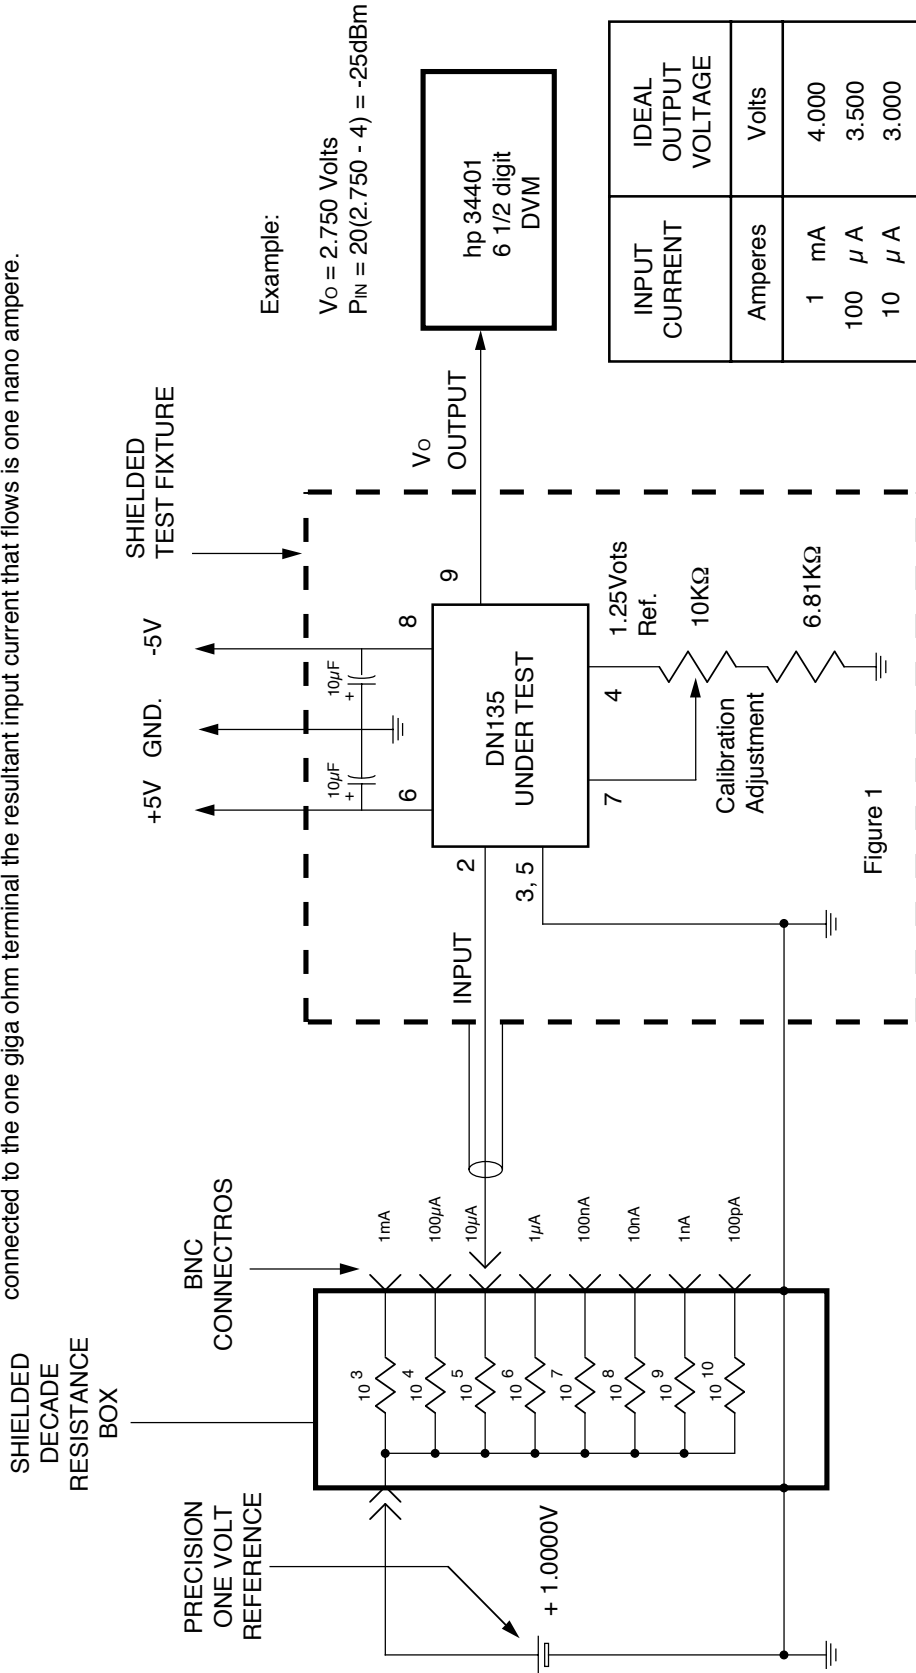 connected to the one giga ohm terminal the resultant input current that flows is one nano ampere.
SHIELDED
DECADE
RESISTANCE
BOX
BNC
CONNECTROS
SHIELDED
TEST FIXTURE
PRECISION
ONE VOLT
REFERENCE
+ 1.0000V
10 3
10 4
10 5
10 6
10 7
10 8
10 9
10 10
1mA
100µA
10µA
1µA
100nA
10nA
1nA
100pA
INPUT
2
3, 5
+5V
GND.
-5V
10µF
+
10µF
+
6
8
9
DN135
UNDER TEST
7
4
1.25Vots
Ref.
10KΩ
6.81KΩ
Calibration
Adjustment
Figure 1
VO
OUTPUT
hp 34401
6 1/2 digit
DVM
Example:
VO = 2.750 Volts
PIN = 20(2.750 - 4) = -25dBm
INPUT
CURRENT
IDEAL
OUTPUT
VOLTAGE
Amperes Volts
1 mA 4.000
100 µ A 3.500
10 µ A 3.000